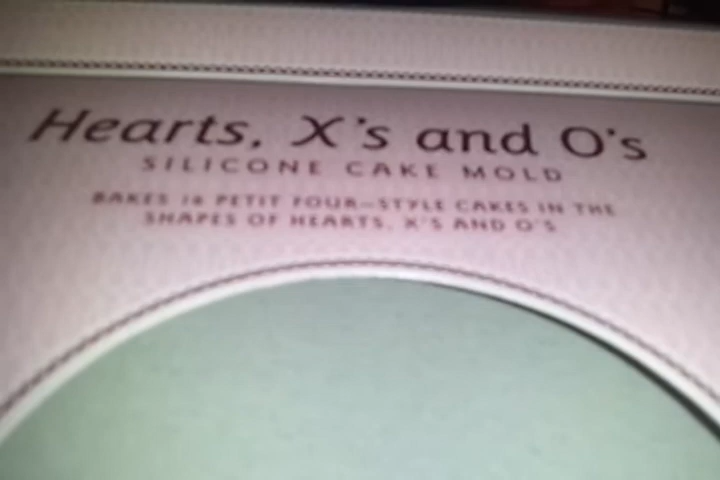 Hearts, X's and O's
SILICONE CAKE MOLD
BAKES PETIT FOUR-STYLE CAKES IN THE
SHAPES OF HEARTS, X'S AND O'S